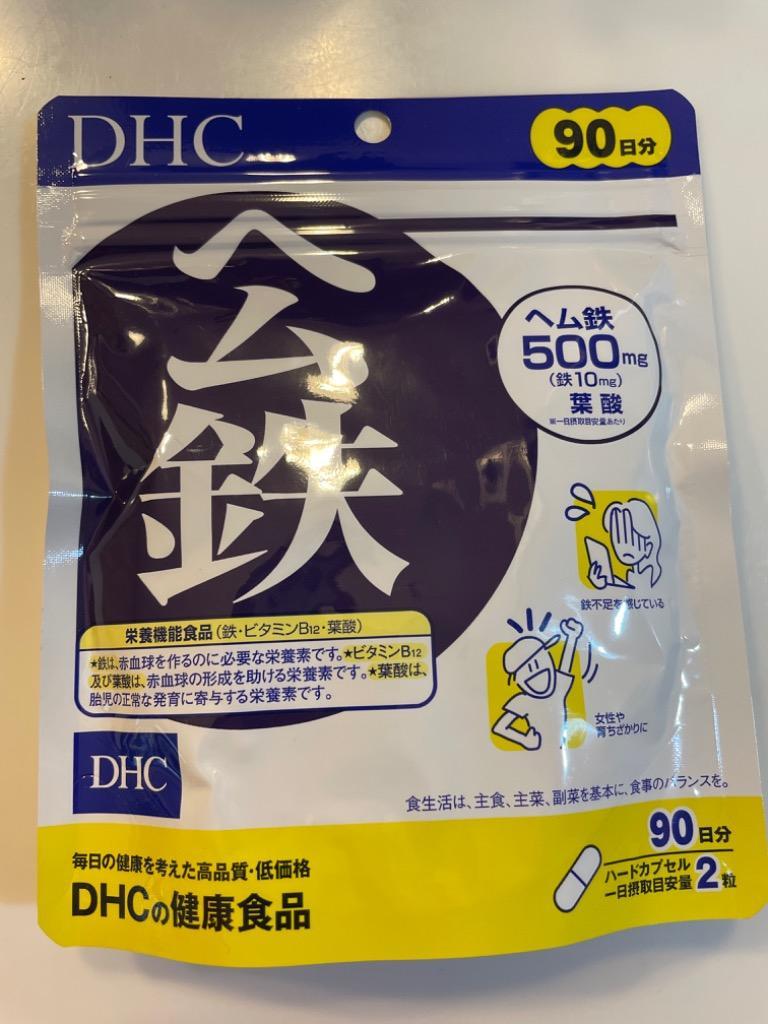 DHC
90日分
ヘム鉄
ヘム鉄
500mg
(鉄10mg)
葉酸
※一日摂取目安量あたり
鉄不足を感じている
女性や
育ちざかりに
栄養機能食品(鉄・ビタミンB12・葉酸)
★鉄は、赤血球を作るのに必要な栄養素です。★ビタミンB12
及び葉酸は、赤血球の形成を助ける栄養素です。★葉酸は、
胎児の正常な発育に寄与する栄養素です。
DHC
食生活は、主食、主菜、副菜を基本に、食事のバランスを。
毎日の健康を考えた高品質・低価格
DHCの健康食品
90日分
ハードカプセル
一日摂取目安量2粒